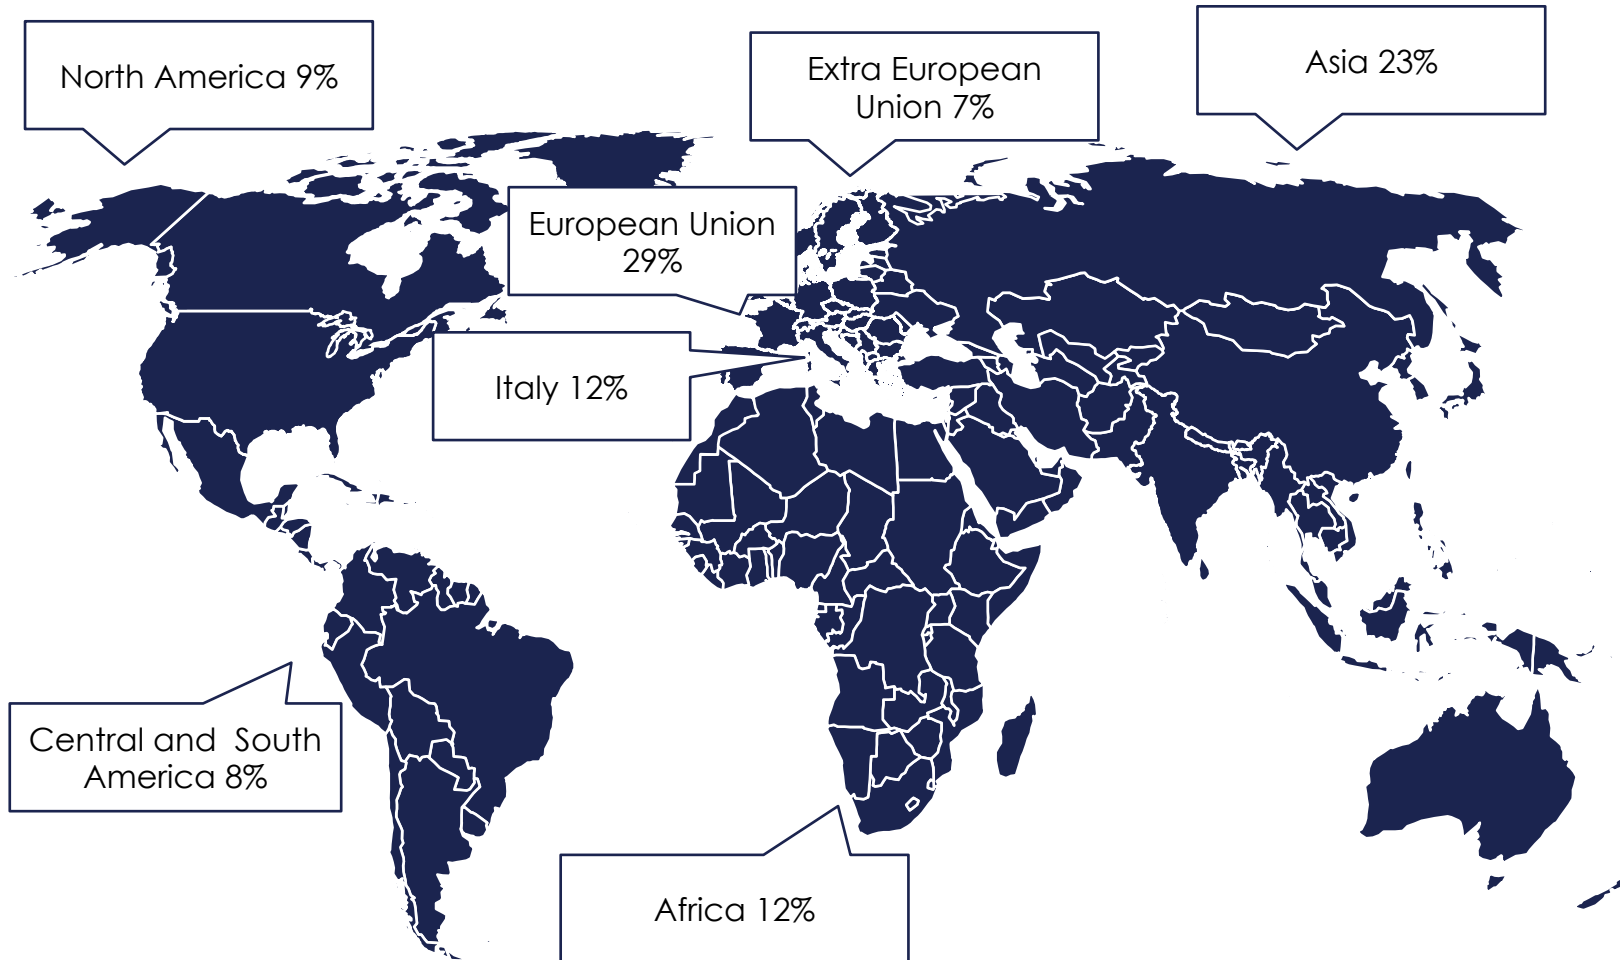 North America 9%
Extra European
Union 7%
Asia 23%
European Union
29%
Italy 12%
Central and  South
America 8%
Africa 12%